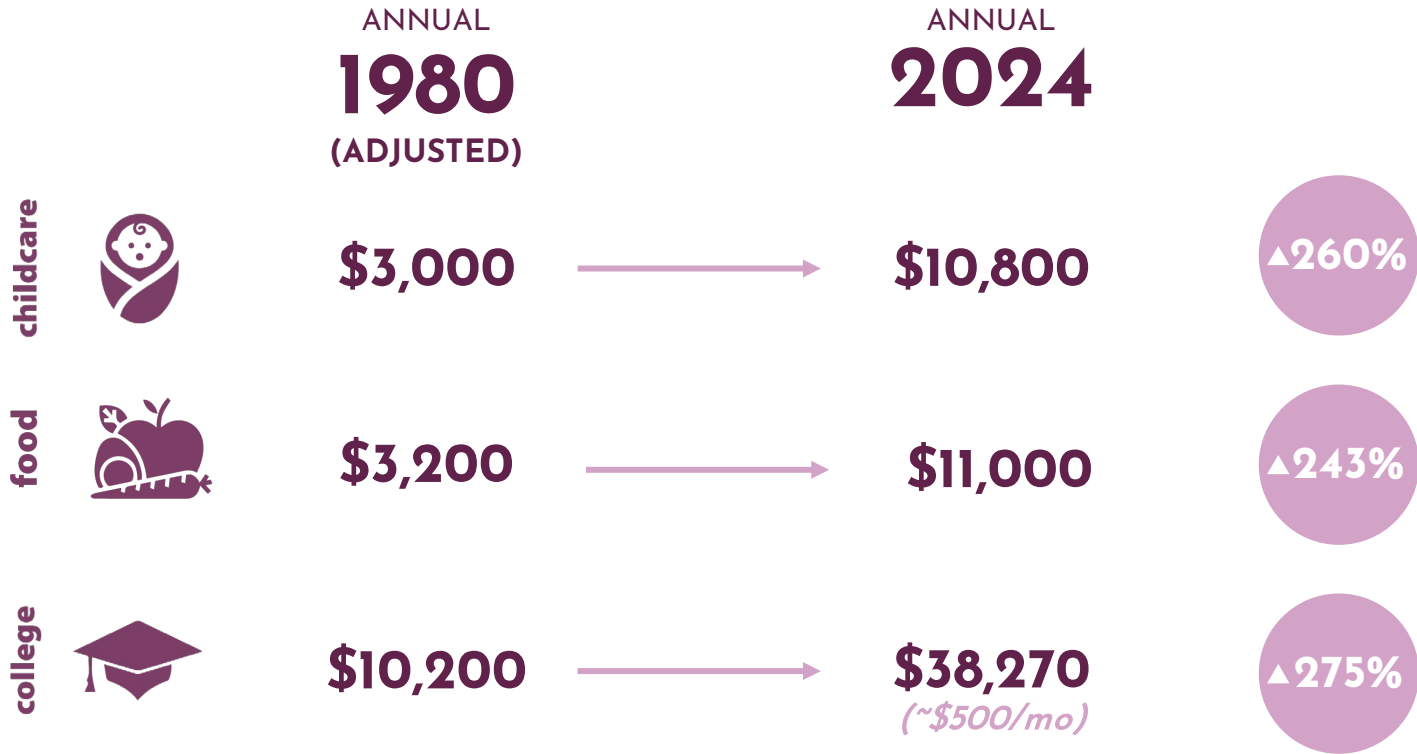 ANNUAL
1980
(ADJUSTED)
ANNUAL
2024
childcare
$3,000
$10,800
▲260%
food
$3,200
$11,000
▲243%
college
$10,200
$38,270
(~$500/mo)
▲275%